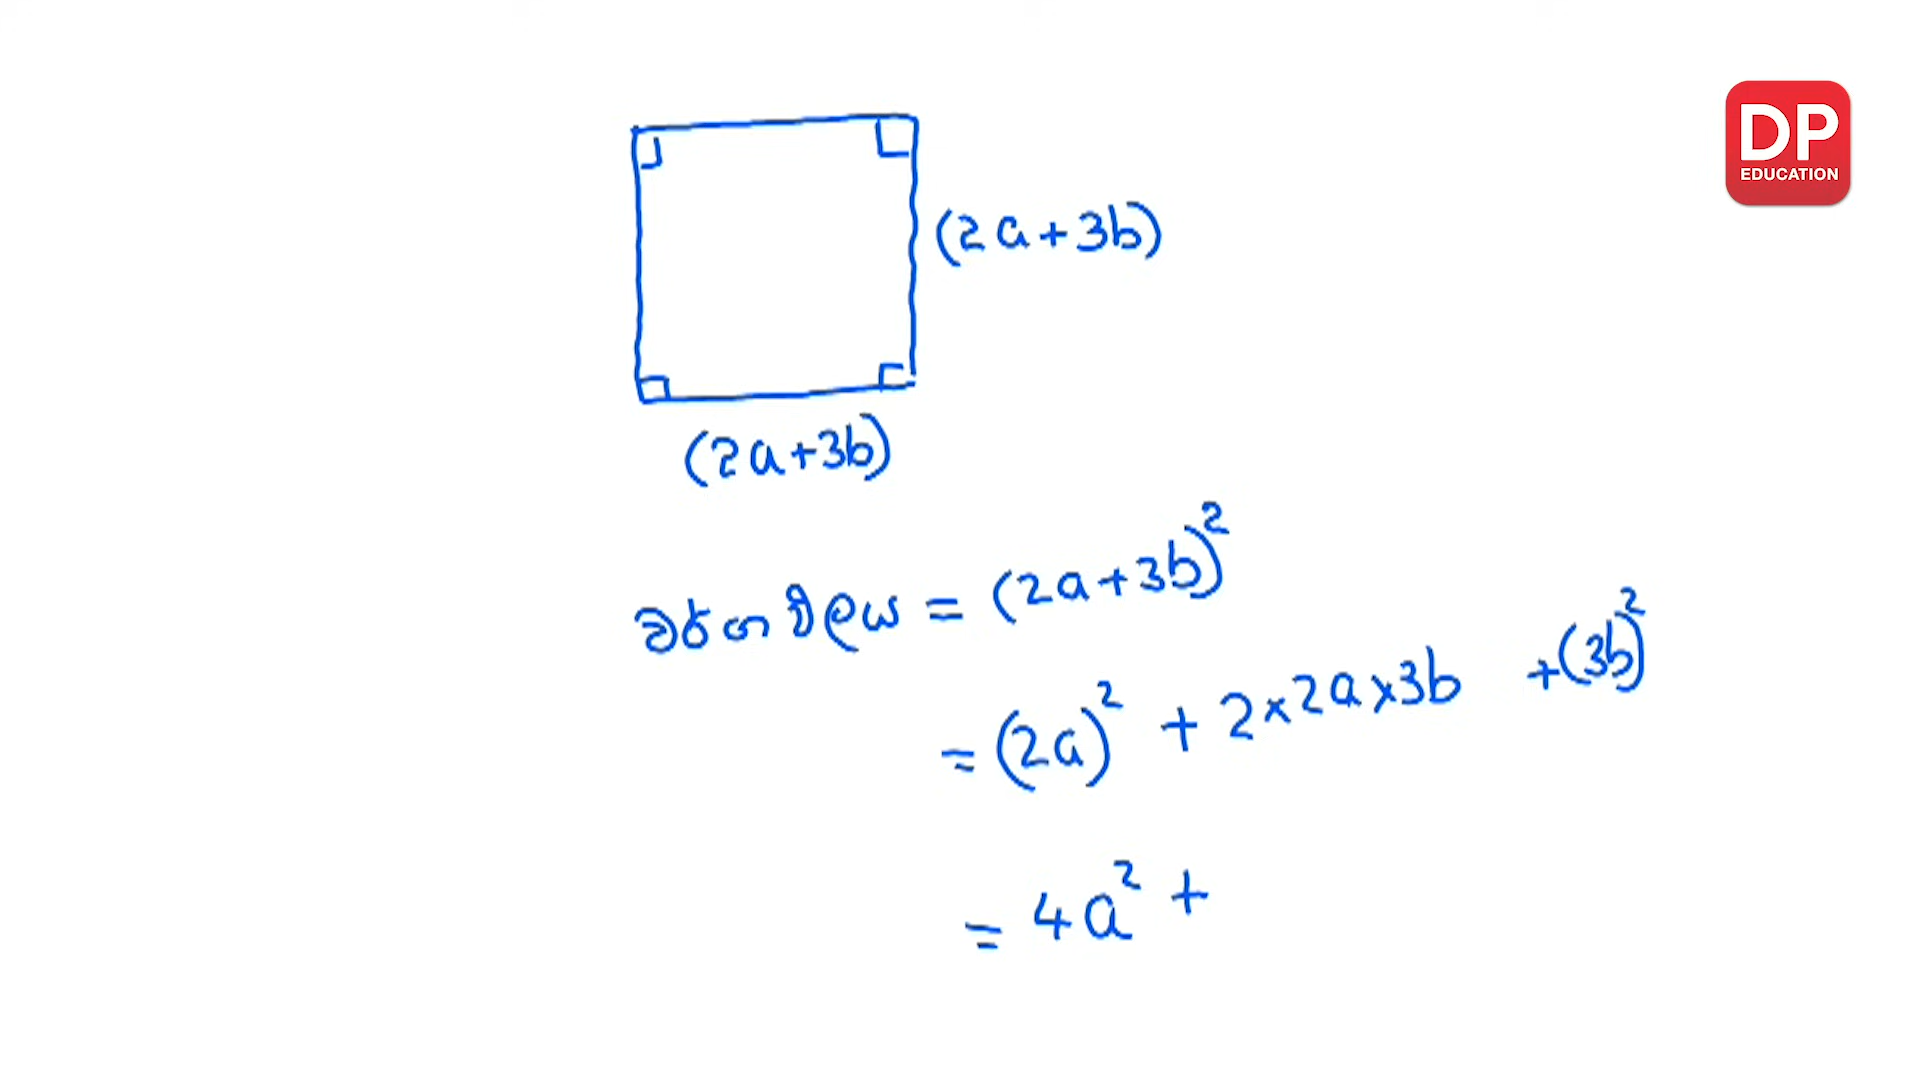 DP
EDUCATION
(2a+3b)
(2a+3b)
වර්ගඵලය = (2a+3b)²
= (2a)² + 2×2a×3b +(3b)²
= 4a² +